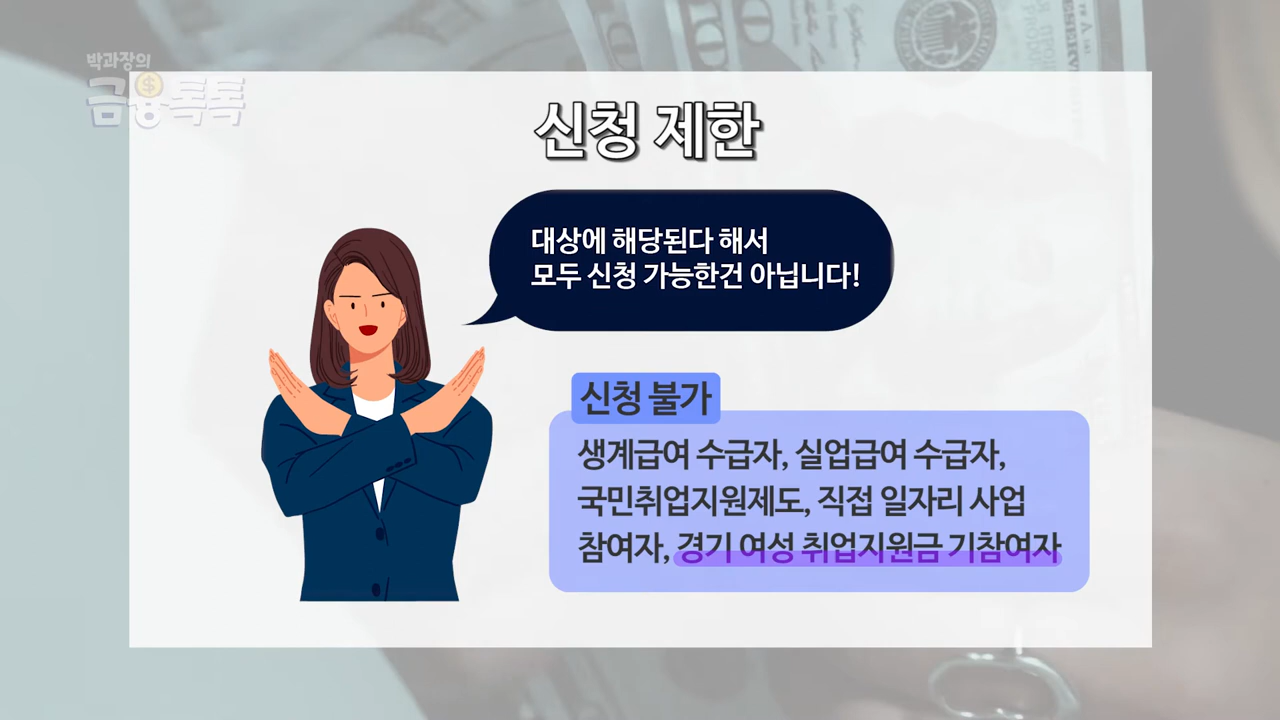 박과장의
금융톡톡
신청 제한
대상에 해당된다 해서
모두 신청 가능한건 아닙니다!
신청 불가
생계급여 수급자, 실업급여 수급자,
국민취업지원제도, 직접 일자리 사업
참여자, 경기 여성 취업지원금 기참여자